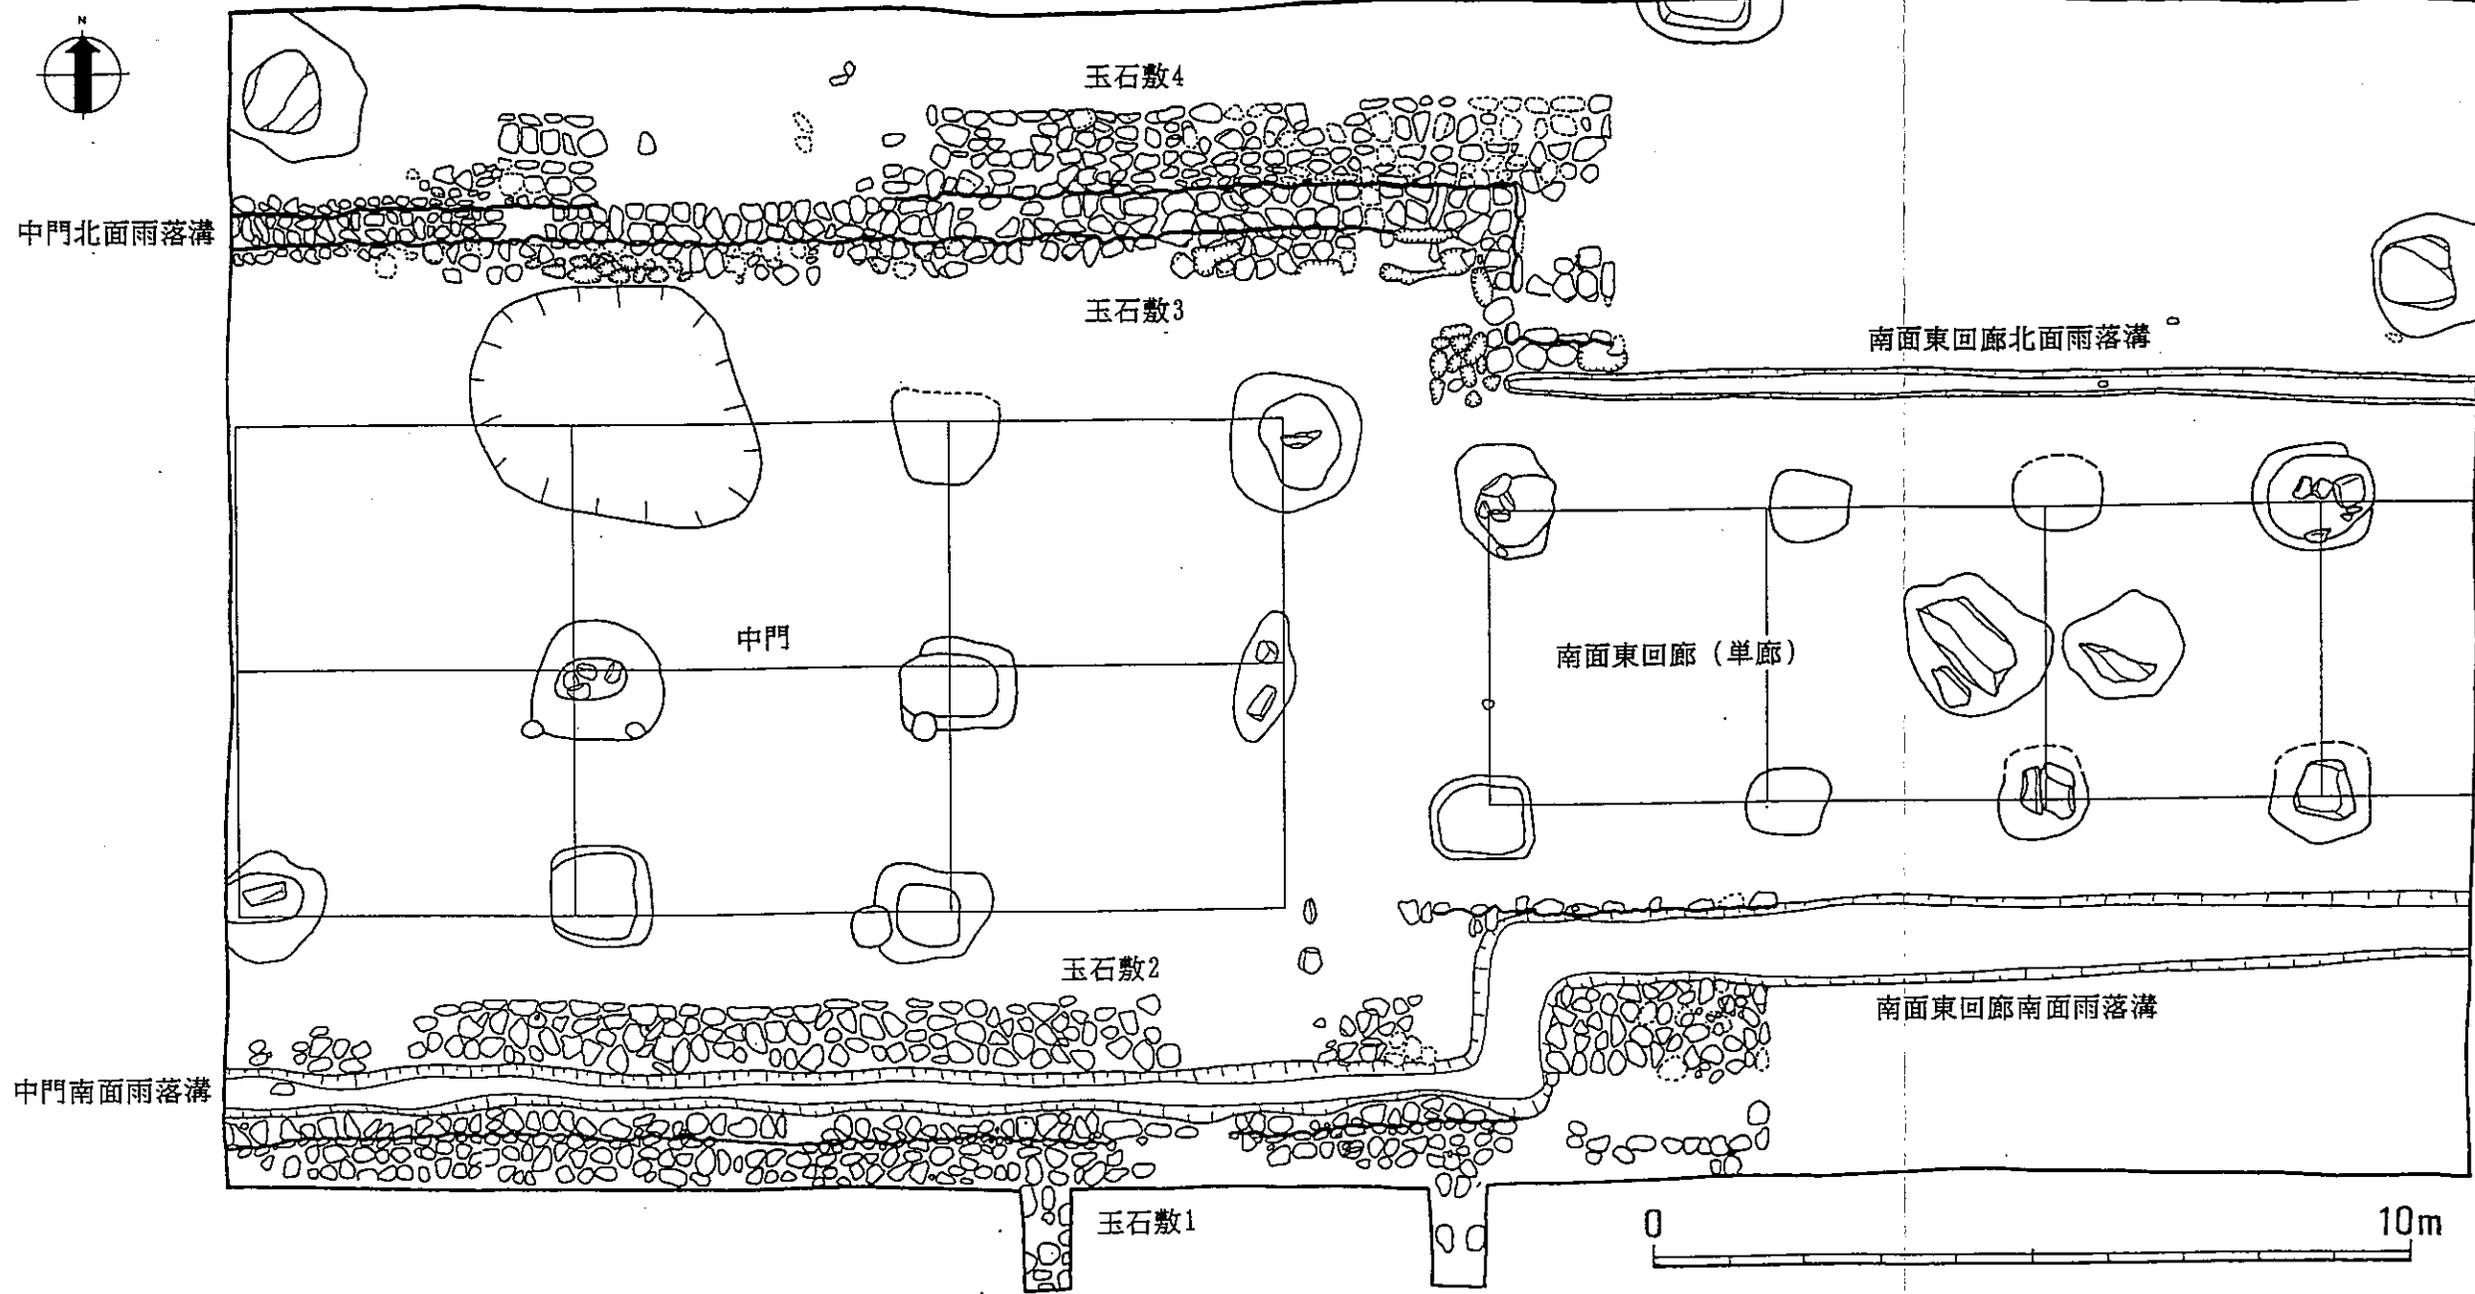 N
玉石敷4
中門北面雨落溝
玉石敷3
南面東回廊北面雨落溝
中門
南面東回廊（単廊）
玉石敷2
南面東回廊南面雨落溝
中門南面雨落溝
玉石敷1
0 10m